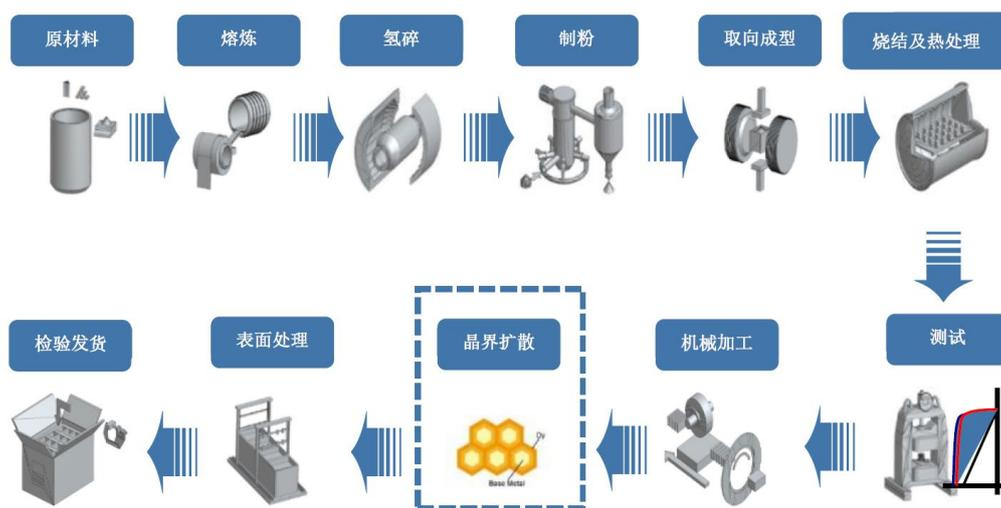 原材料
熔炼
氢碎
制粉
取向成型
烧结及热处理
检验发货
表面处理
晶界扩散
机械加工
测试
Base Metal